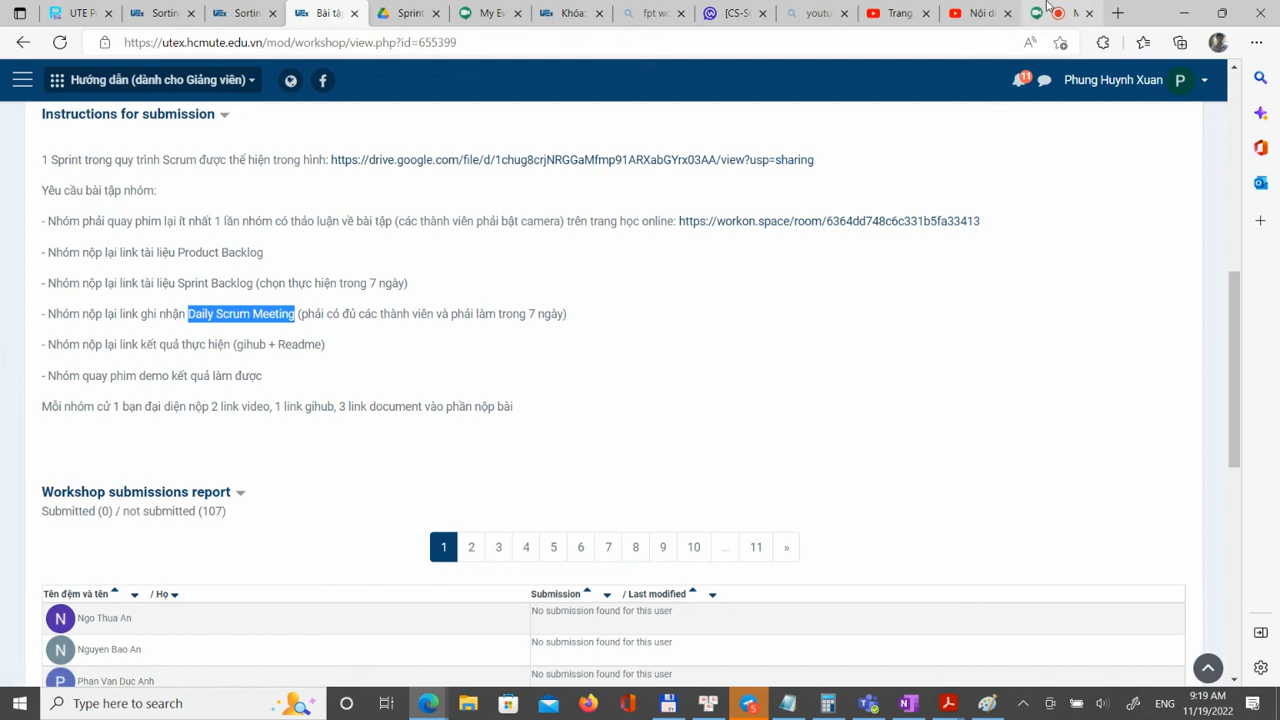 UTE P
Sortin
Sortin
Bài tậ
Sprint
My Ev
Khóa:
fpt wo
[CS-S
youtu
Trang
Nội du
https://utex.hcmute.edu.vn/mod/workshop/view.php?id=655399
Hướng dẫn (dành cho Giảng viên)
11
Phung Huynh Xuan
P
Instructions for submission
1 Sprint trong quy trình Scrum được thể hiện trong hình: https://drive.google.com/file/d/1chug8crjNRGGaMfmp91ARXabGYrx03AA/view?usp=sharing
Yêu cầu bài tập nhóm:
- Nhóm phải quay phim lại ít nhất 1 lần nhóm có thảo luận về bài tập (các thành viên phải bật camera) trên trang học online: https://workon.space/room/6364dd748c6c331b5fa33413
- Nhóm nộp lại link tài liệu Product Backlog
- Nhóm nộp lại link tài liệu Sprint Backlog (chọn thực hiện trong 7 ngày)
- Nhóm nộp lại link ghi nhận Daily Scrum Meeting (phải có đủ các thành viên và phải làm trong 7 ngày)
- Nhóm nộp lại link kết quả thực hiện (gihub + Readme)
- Nhóm quay phim demo kết quả làm được
Mỗi nhóm cử 1 bạn đại diện nộp 2 link video, 1 link gihub, 3 link document vào phần nộp bài
Workshop submissions report
Submitted (0) / not submitted (107)
1 2 3 4 5 6 7 8 9 10 ... 11 »
Tên đệm và tên / Họ Submission / Last modified
N Ngo Thua An No submission found for this user
N Nguyen Bao An No submission found for this user
P Phan Van Duc Anh No submission found for this user
Type here to search
ENG
9:19 AM
11/19/2022